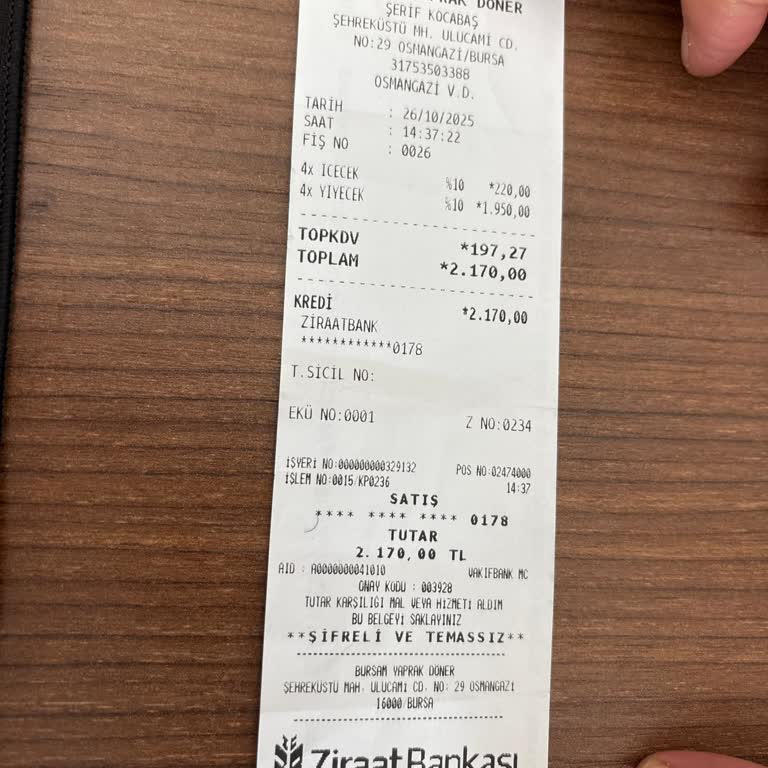 YAPRAK DÖNER
ŞERİF KOCABAŞ
ŞEHREKÜSTÜ MH. ULUCAMİ CD.
NO:29 OSMANGAZİ/BURSA
31753503388
OSMANGAZİ V.D.
TARİH : 26/10/2025
SAAT : 14:37:22
FİŞ NO : 0026
4x ICECEK %10 *220,00
4x YIYECEK %10 *1.950,00
TOPKDV *197,27
TOPLAM *2.170,00
KREDİ *2.170,00
ZİRAATBANK
************0178
T.SİCİL NO:
EKÜ NO:0001 Z NO:0234
İŞYERİ NO:000000000329132 POS NO:02474000
İŞLEM NO:0015/KP0236 14:37
SATIŞ
**** **** **** 0178
TUTAR
2.170,00 TL
AID : A0000000041010 VAKIFBANK MC
ONAY KODU : 003928
TUTAR KARŞILIĞI MAL VEYA HİZMETİ ALDIM
BU BELGEYİ SAKLAYINIZ
**ŞİFRELİ VE TEMASSIZ**
BURSAM YAPRAK DÖNER
ŞEHREKÜSTÜ MAH. ULUCAMİ CD. NO: 29 OSMANGAZİ
16000/BURSA
Ziraat Bankası